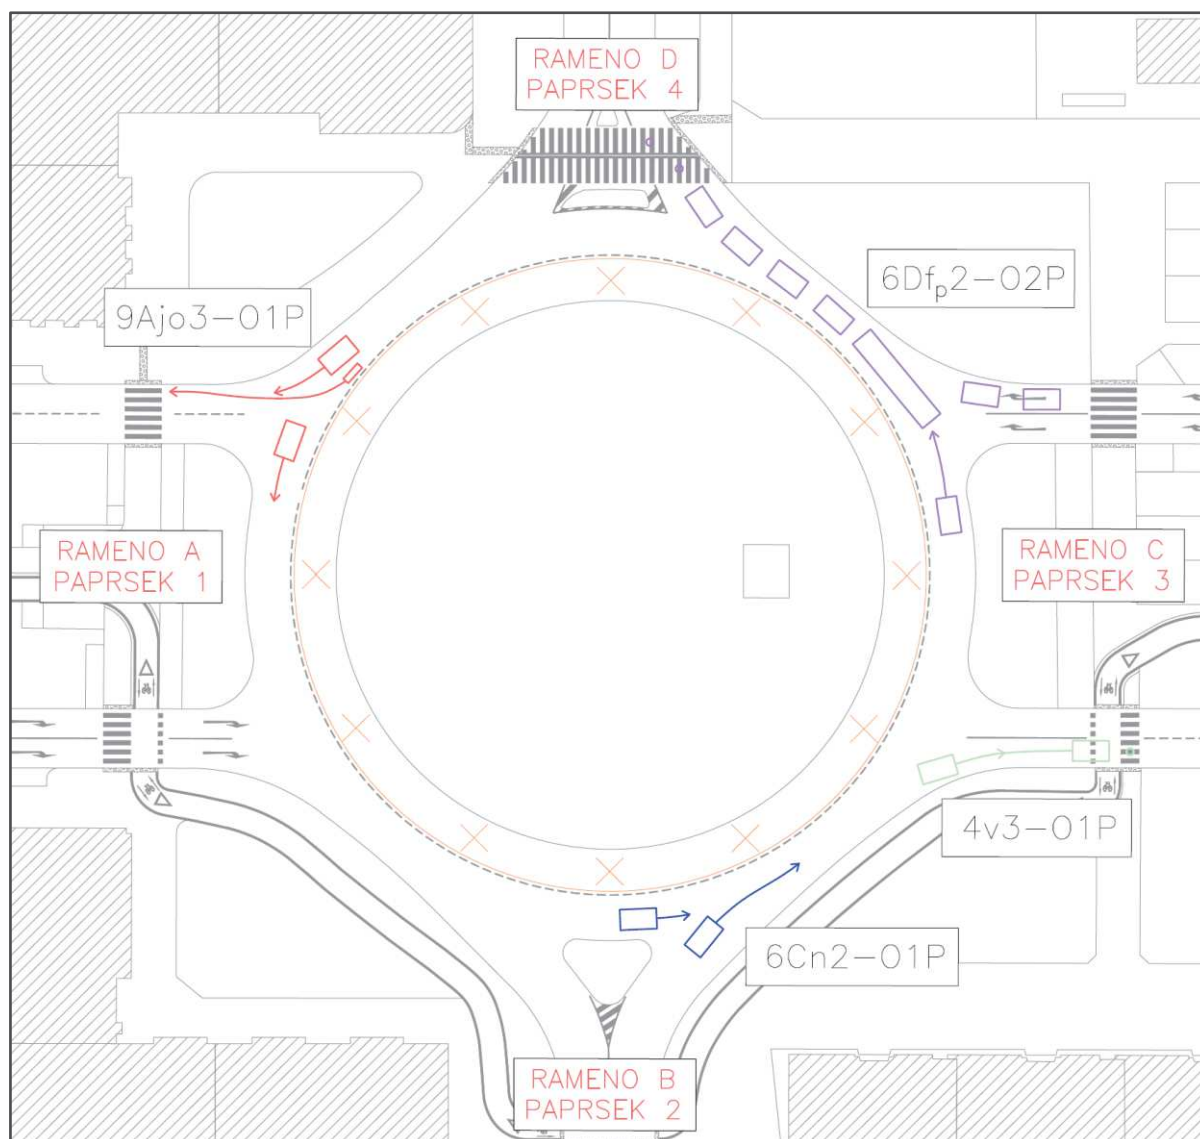 RAMENO D
PAPRSEK 4
6Dfp2-02P
9Ajo3-01P
RAMENO A
PAPRSEK 1
RAMENO C
PAPRSEK 3
4v3-01P
6Cn2-01P
RAMENO B
PAPRSEK 2